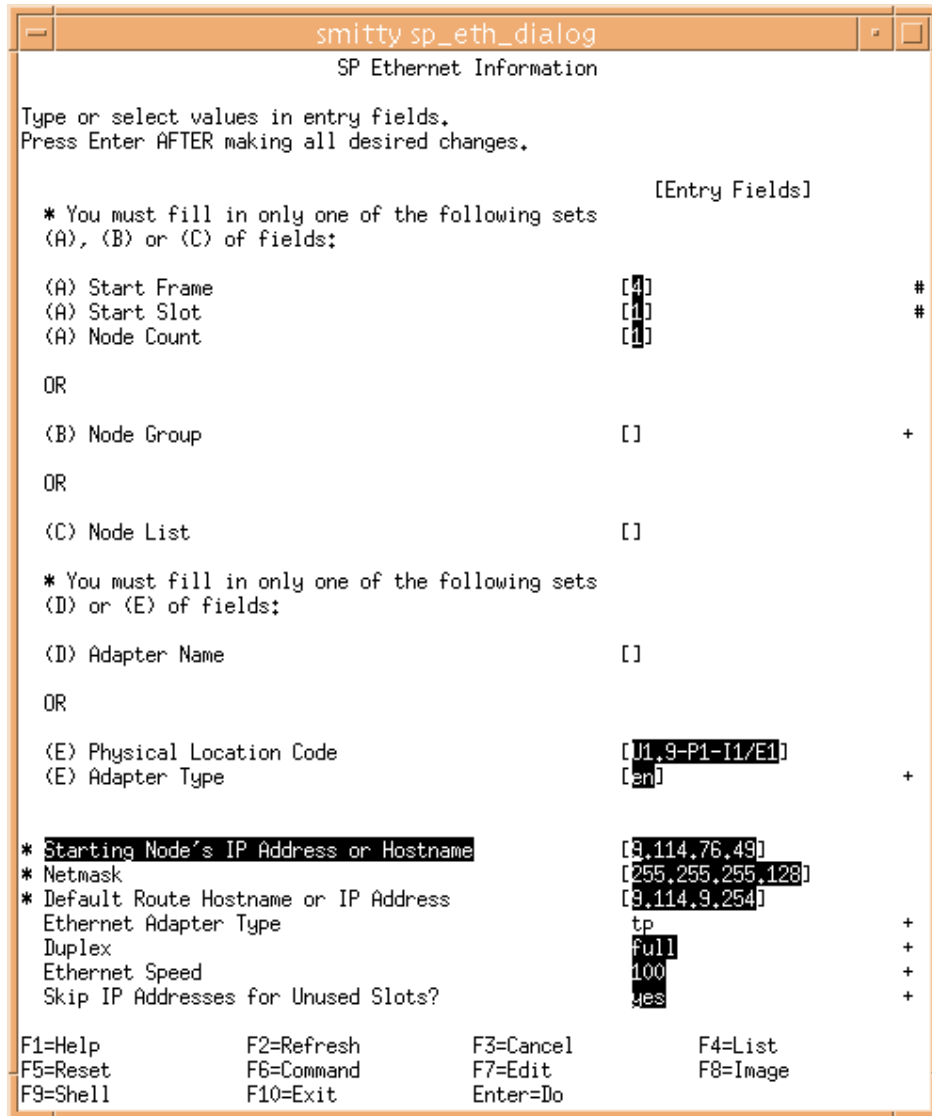 smitty sp_eth_dialog
SP Ethernet Information
Type or select values in entry fields.
Press Enter AFTER making all desired changes.
[Entry Fields]
* You must fill in only one of the following sets
(A), (B) or (C) of fields:
(A) Start Frame [4] #
(A) Start Slot [1] #
(A) Node Count [1]
OR
(B) Node Group [] +
OR
(C) Node List []
* You must fill in only one of the following sets
(D) or (E) of fields:
(D) Adapter Name []
OR
(E) Physical Location Code [U1.9-P1-I1/E1]
(E) Adapter Type [en] +
* Starting Node's IP Address or Hostname [9.114.76.49]
* Netmask [255.255.255.128]
* Default Route Hostname or IP Address [9.114.9.254]
Ethernet Adapter Type tp +
Duplex full +
Ethernet Speed 100 +
Skip IP Addresses for Unused Slots? yes +
F1=Help F2=Refresh F3=Cancel F4=List
F5=Reset F6=Command F7=Edit F8=Image
F9=Shell F10=Exit Enter=Do